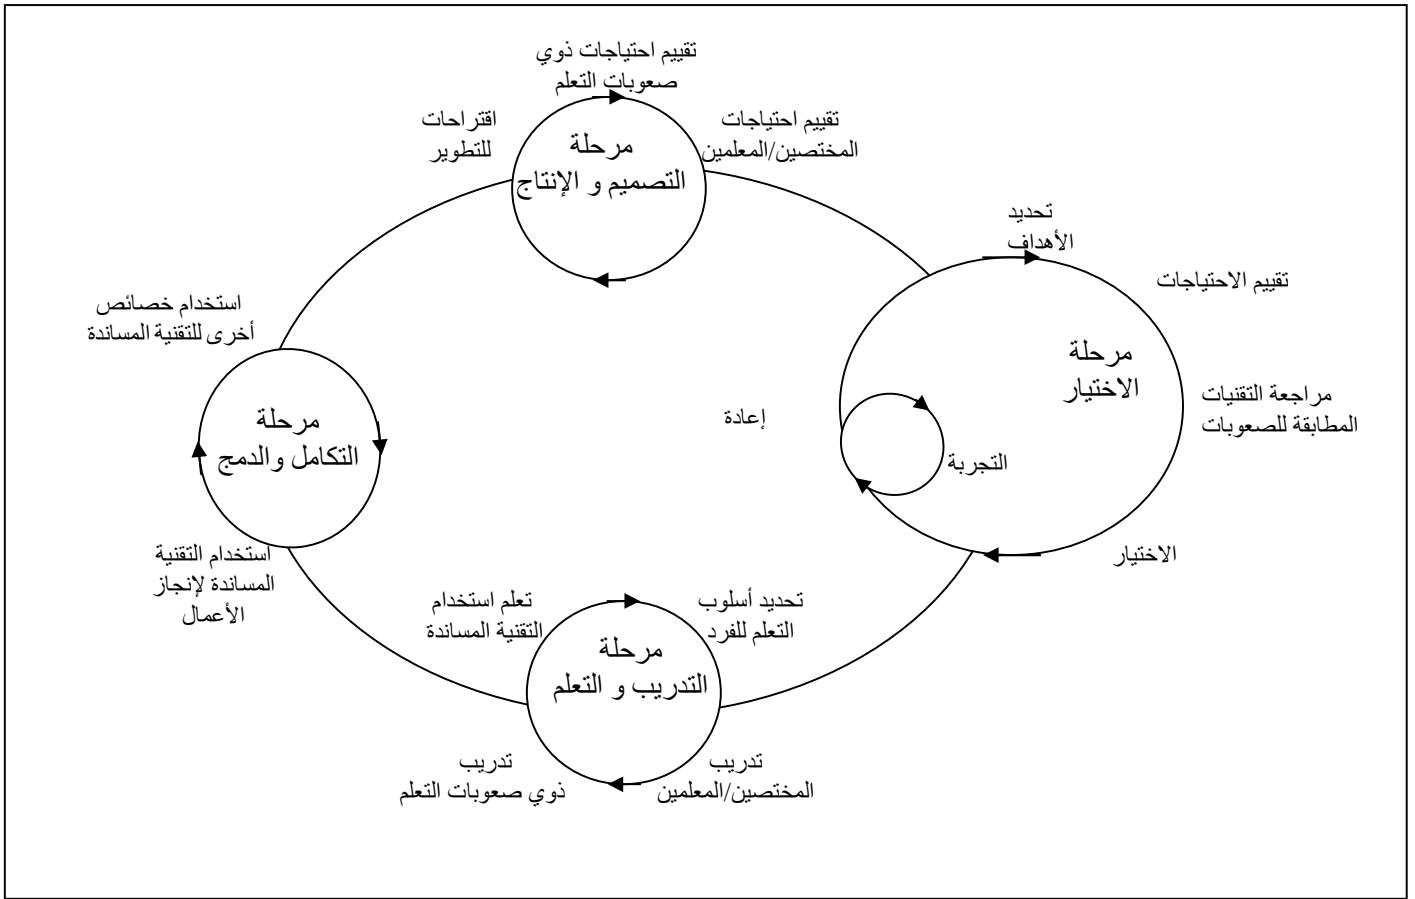 تقييم احتياجات ذوي
صعوبات التعلم
تقييم احتياجات
المختصين/المعلمين
اقتراحات
للتطوير
مرحلة
التصميم و الإنتاج
تحديد
الأهداف
تقييم الاحتياجات
مرحلة
الاختيار
مراجعة التقنيات
المطابقة للصعوبات
إعادة
التجربة
الاختيار
استخدام خصائص
أخرى للتقنية المساندة
مرحلة
التكامل والدمج
استخدام التقنية
المساندة لإنجاز
الأعمال
تحديد أسلوب
التعلم للفرد
تعلم استخدام
التقنية المساندة
مرحلة
التدريب و التعلم
تدريب
المختصين/المعلمين
تدريب
ذوي صعوبات التعلم